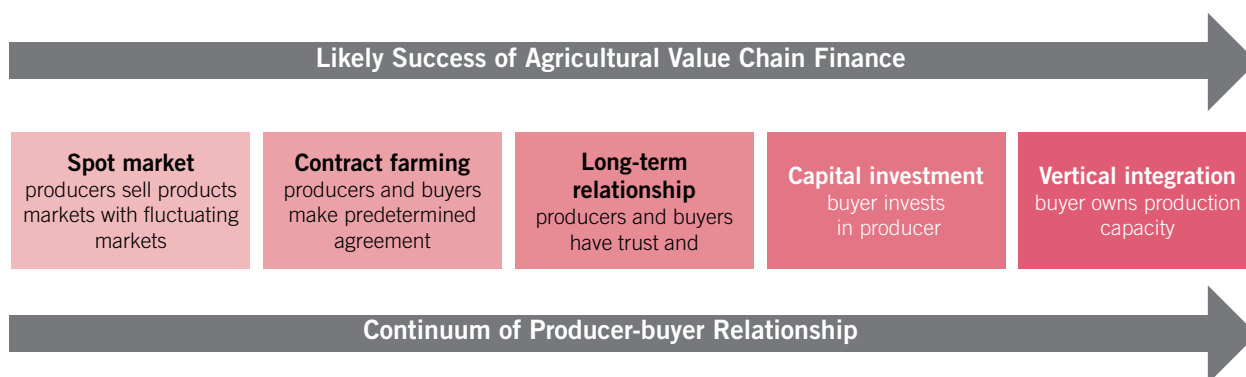 Likely Success of Agricultural Value Chain Finance
Spot market
producers sell products
markets with fluctuating
markets
Contract farming
producers and buyers
make predetermined
agreement
Long-term
relationship
producers and buyers
have trust and
Capital investment
buyer invests
in producer
Vertical integration
buyer owns production
capacity
Continuum of Producer-buyer Relationship